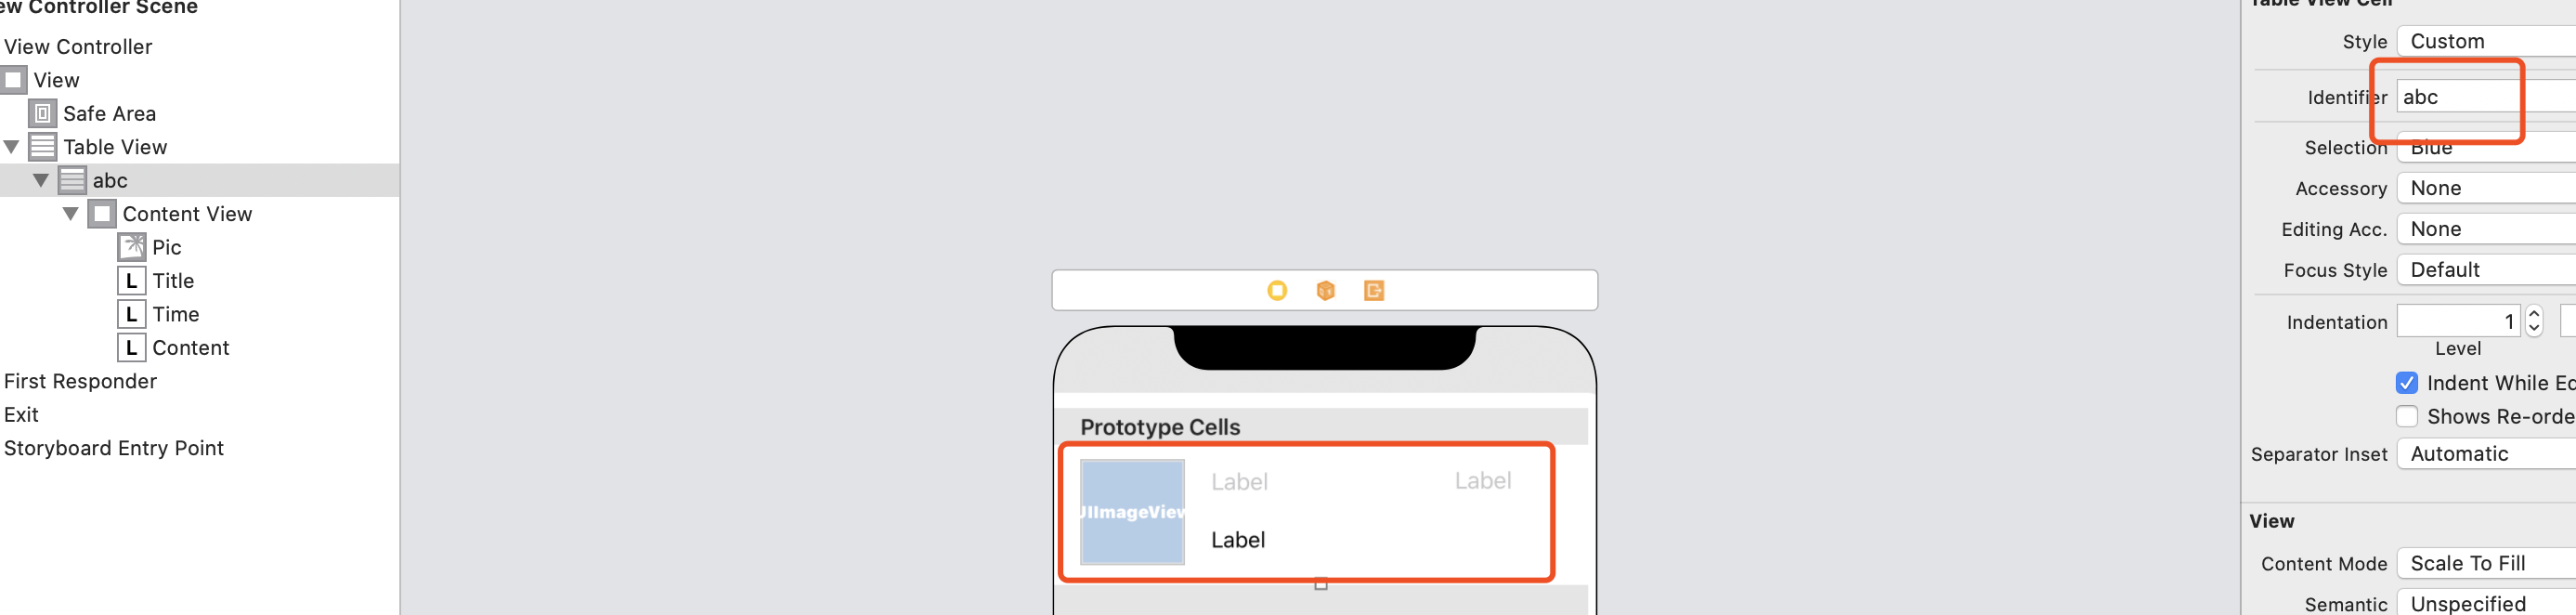 ew Controller Scene
View Controller
View
Safe Area
Table View
abc
Content View
Pic
L Title
L Time
L Content
First Responder
Exit
Storyboard Entry Point
Prototype Cells
UIImageView
Label
Label
Label
Table View Cell
Style Custom
Identifier abc
Selection Blue
Accessory None
Editing Acc. None
Focus Style Default
Indentation 1
Level
Indent While Ed
Shows Re-orde
Separator Inset Automatic
View
Content Mode Scale To Fill
Semantic Unspecified